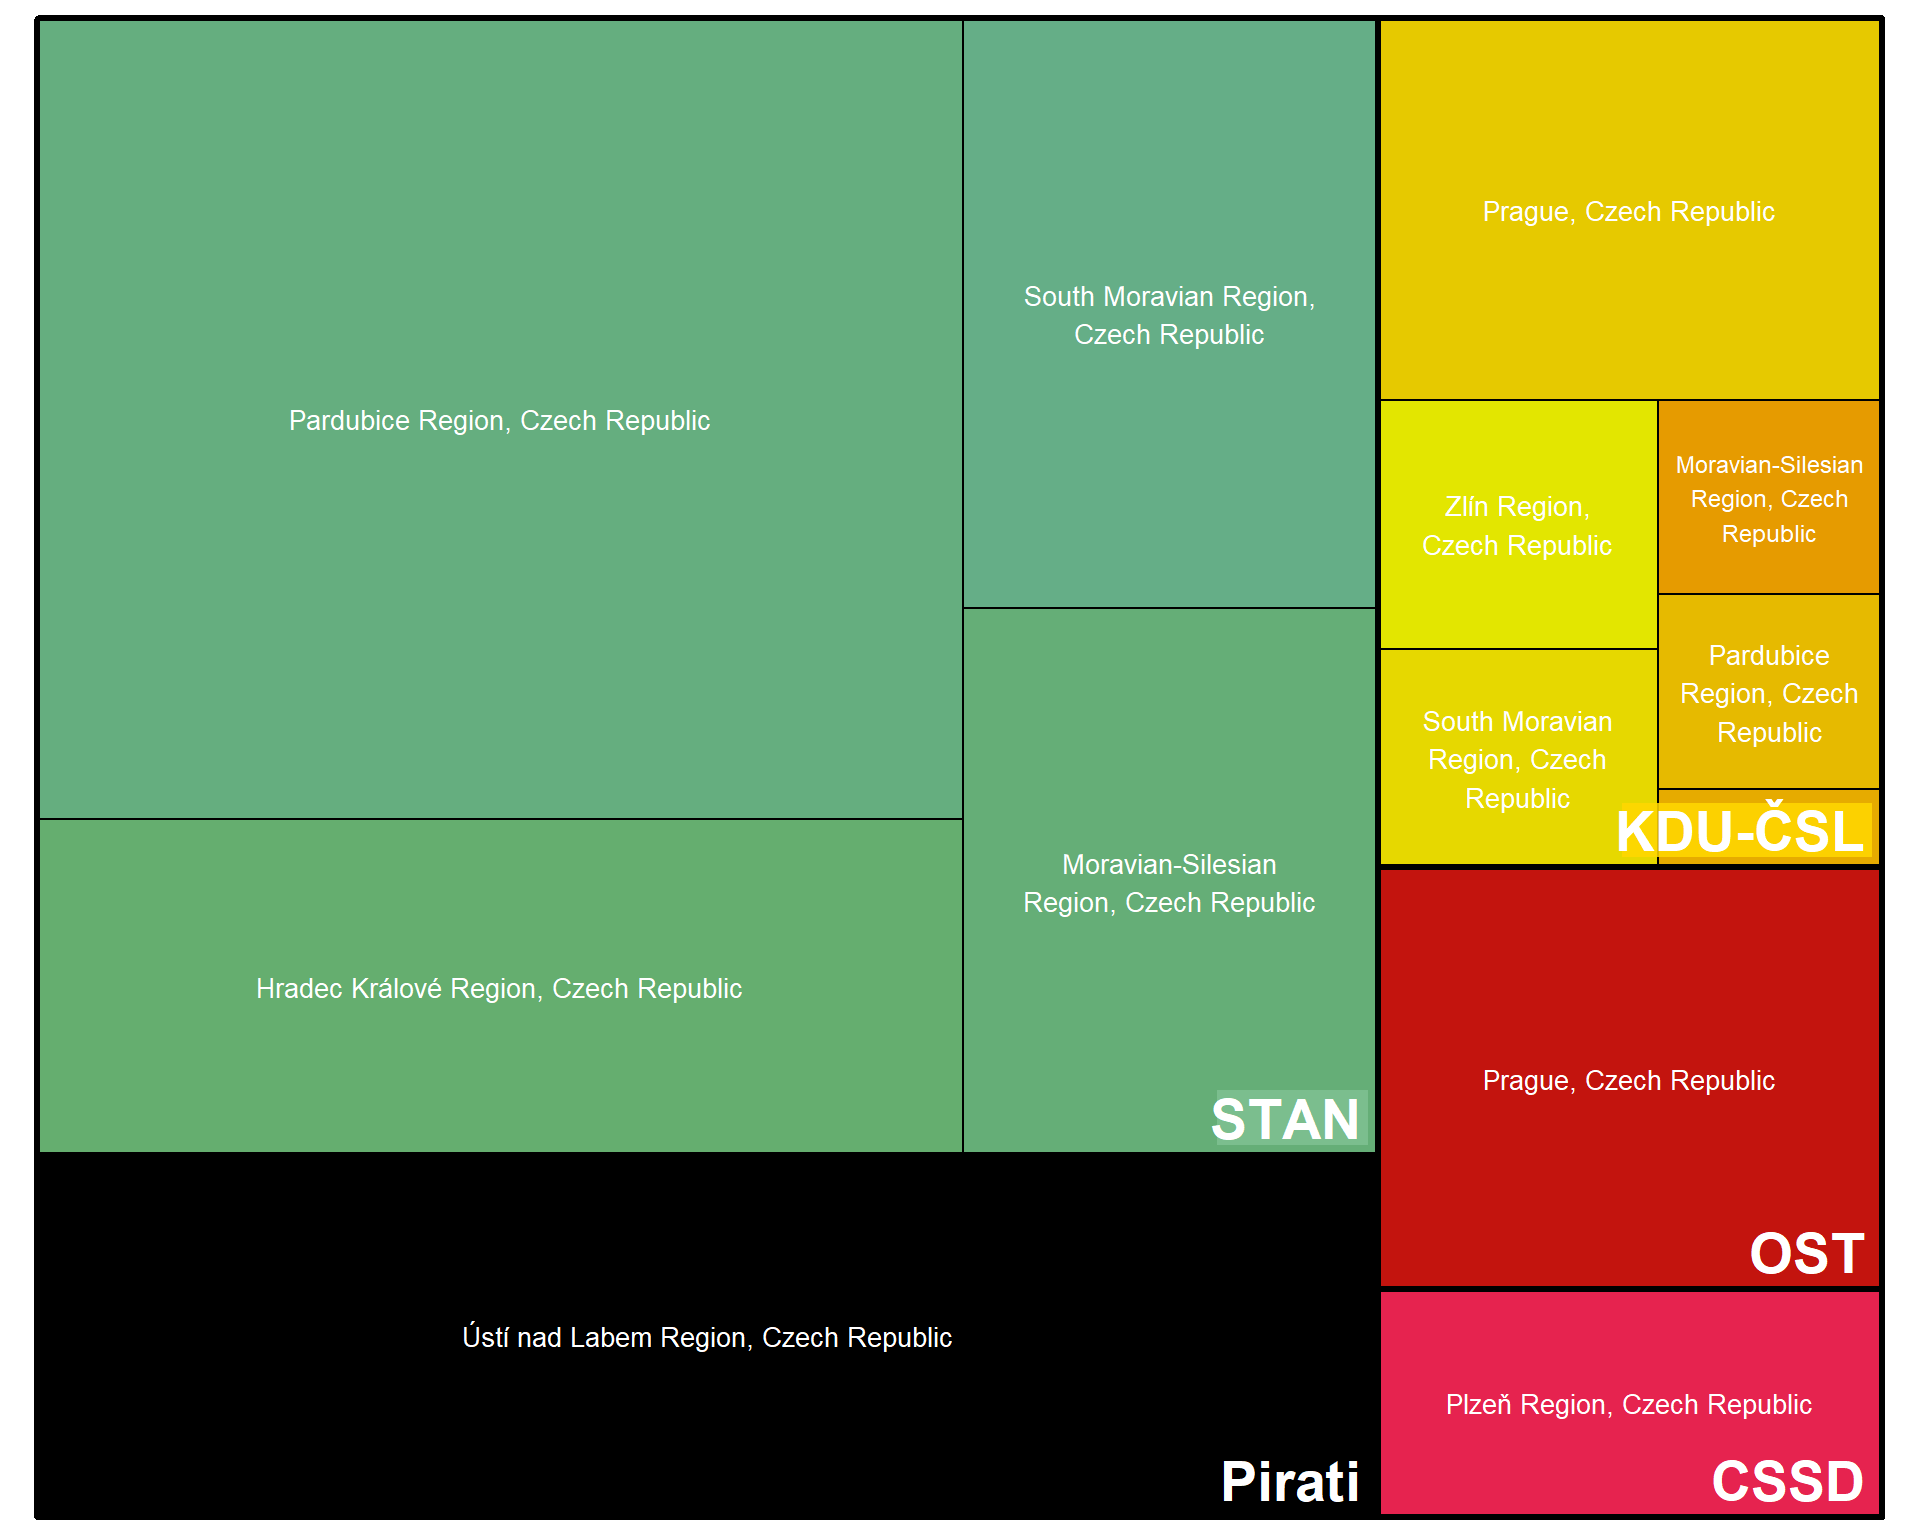 Pardubice Region, Czech Republic
Hradec Králové Region, Czech Republic
South Moravian Region,
Czech Republic
Moravian-Silesian
Region, Czech Republic
STAN
Ústí nad Labem Region, Czech Republic
Pirati
Prague, Czech Republic
Zlín Region,
Czech Republic
South Moravian
Region, Czech
Republic
Moravian-Silesian
Region, Czech
Republic
Pardubice
Region, Czech
Republic
KDU-ČSL
Prague, Czech Republic
OST
Plzeň Region, Czech Republic
CSSD